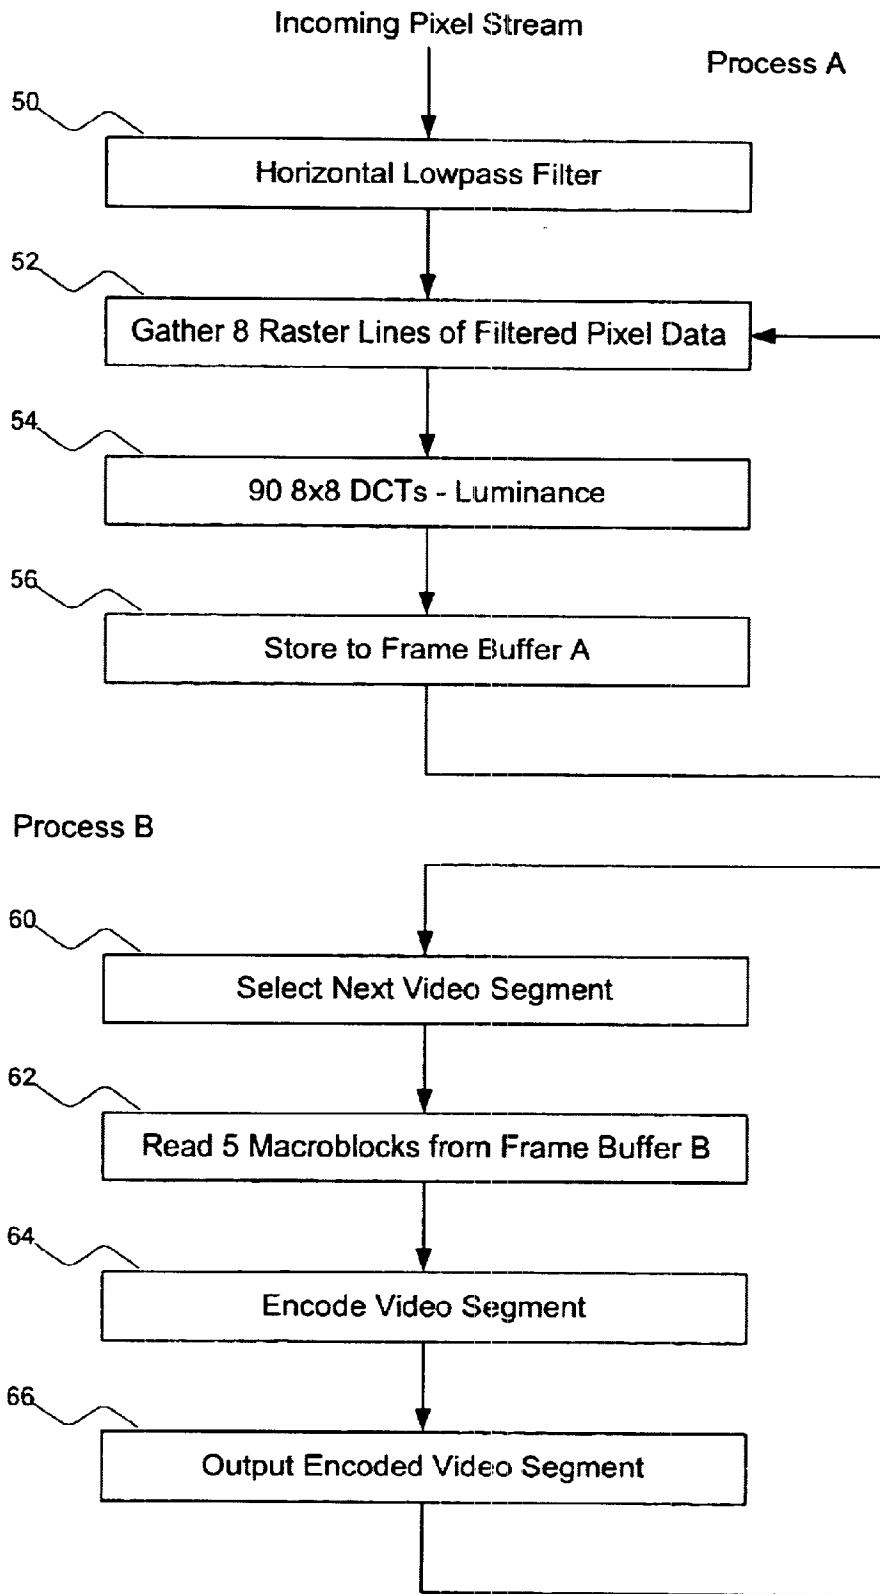 Incoming Pixel Stream
Process A
50
Horizontal Lowpass Filter
52
Gather 8 Raster Lines of Filtered Pixel Data
54
90 8x8 DCTs - Luminance
56
Store to Frame Buffer A
Process B
60
Select Next Video Segment
62
Read 5 Macroblocks from Frame Buffer B
64
Encode Video Segment
66
Output Encoded Video Segment